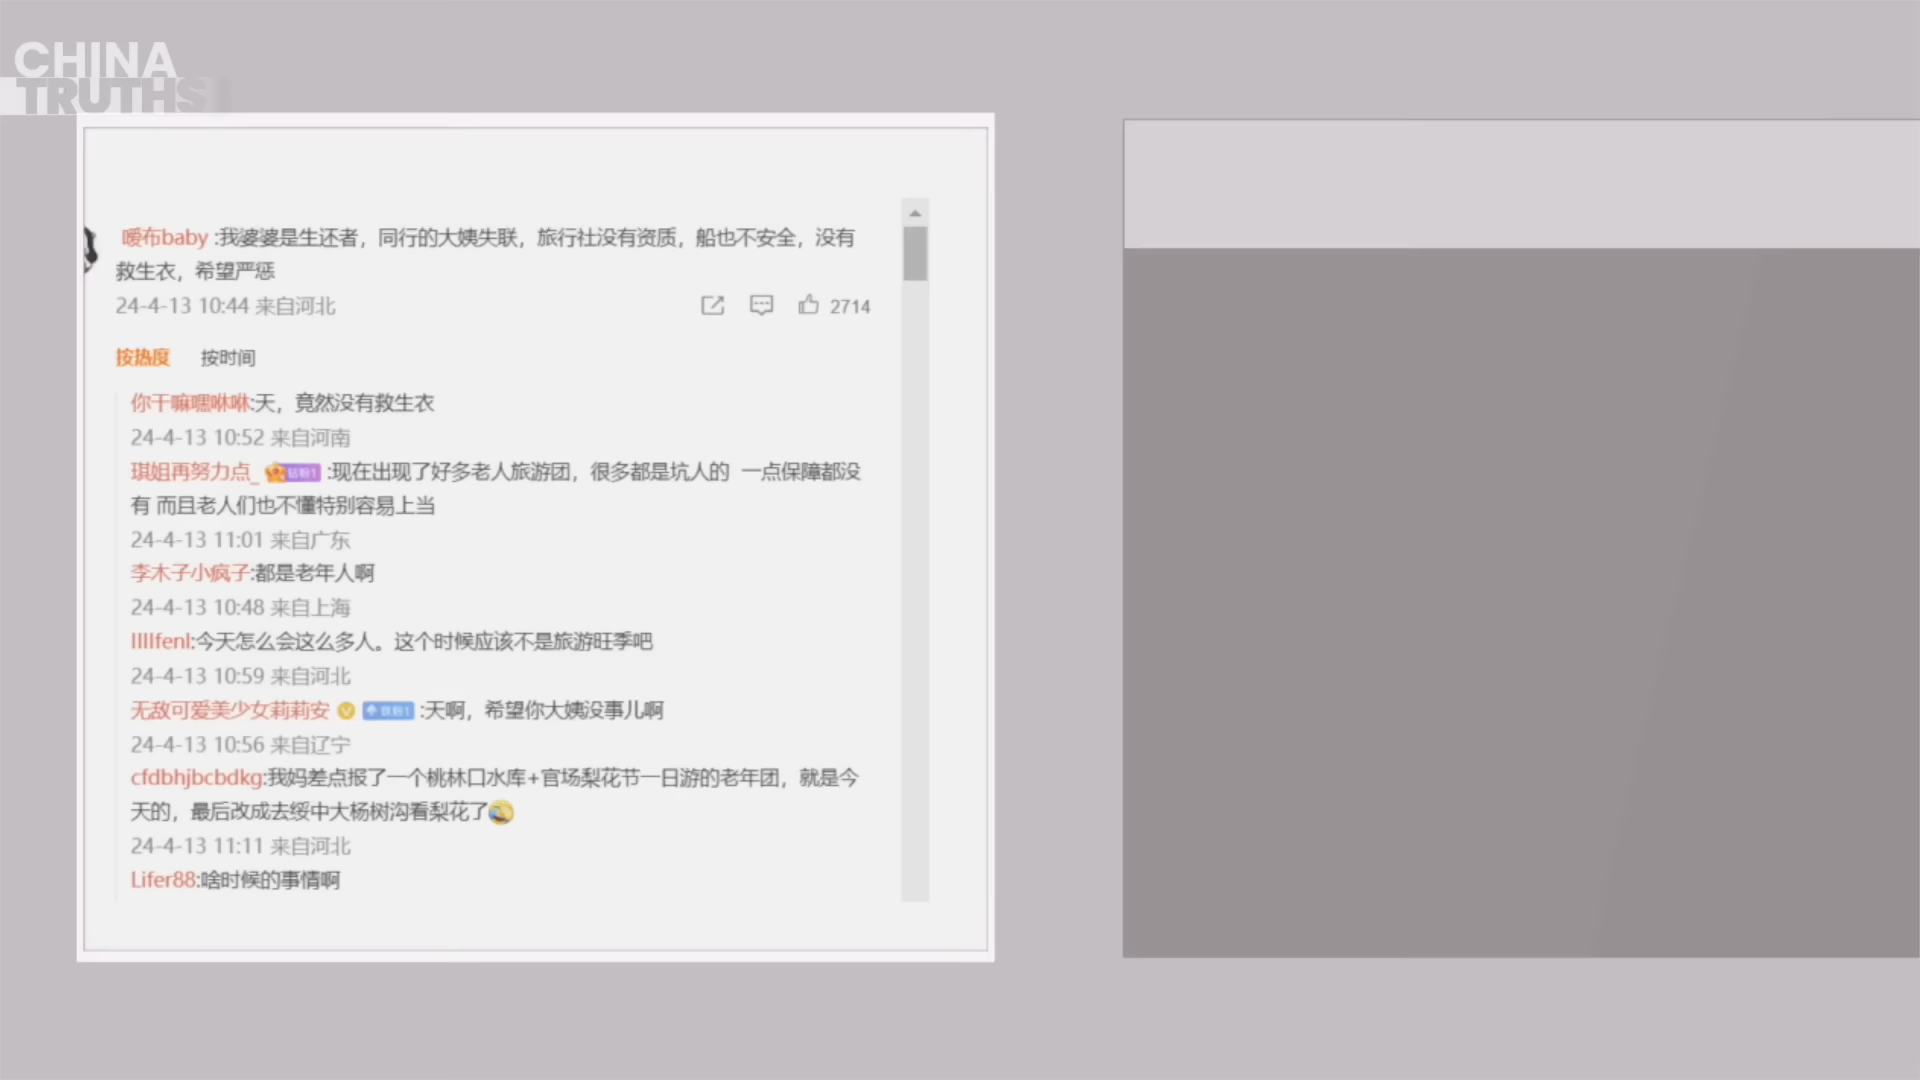 CHINA
TRUTHS
嗳布baby :我婆婆是生还者，同行的大姨失联，旅行社没有资质，船也不安全，没有
救生衣，希望严惩
24-4-13 10:44 来自河北
2714
按热度 按时间
你干嘛嘿咻咻:天，竟然没有救生衣
24-4-13 10:52 来自河南
琪姐再努力点_ 钻粉1 :现在出现了好多老人旅游团，很多都是坑人的 一点保障都没
有 而且老人们也不懂特别容易上当
24-4-13 11:01 来自广东
李木子小疯子:都是老年人啊
24-4-13 10:48 来自上海
llllfenl:今天怎么会这么多人。这个时候应该不是旅游旺季吧
24-4-13 10:59 来自河北
无敌可爱美少女莉莉安 铁粉1 :天啊，希望你大姨没事儿啊
24-4-13 10:56 来自辽宁
cfdbhjbcbdkg:我妈差点报了一个桃林口水库+官场梨花节一日游的老年团，就是今
天的，最后改成去绥中大杨树沟看梨花了
24-4-13 11:11 来自河北
Lifer88:啥时候的事情啊